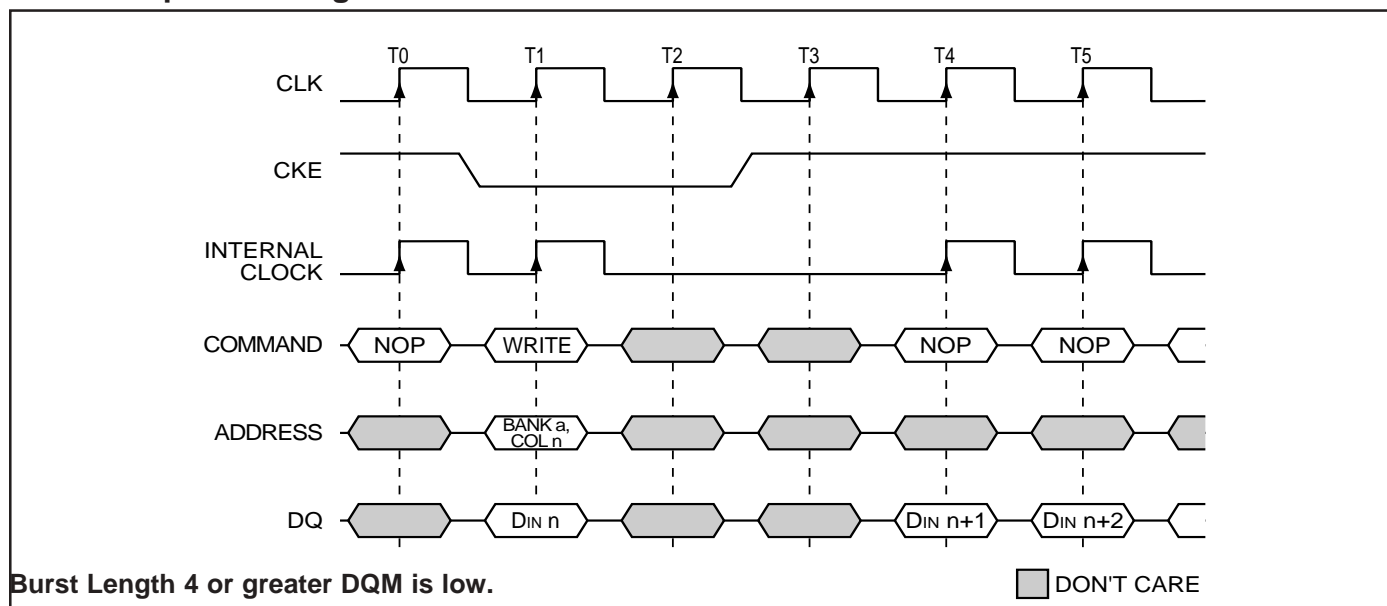 T0 T1 T2 T3 T4 T5
CLK
CKE
INTERNAL
CLOCK
COMMAND NOP WRITE NOP NOP
ADDRESS BANK a,
COL n
DQ DIN n DIN n+1 DIN n+2
Burst Length 4 or greater DQM is low. DON'T CARE